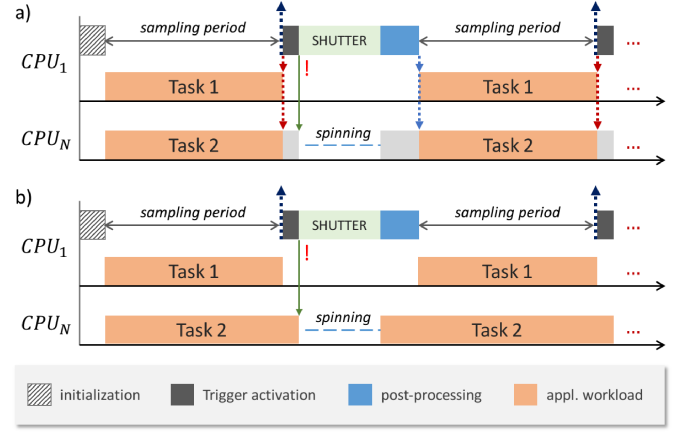 a)
sampling period
sampling period
SHUTTER
...
CPU1
!
Task 1
Task 1
...
CPUN
Task 2
spinning
Task 2
...
b)
sampling period
sampling period
SHUTTER
...
CPU1
!
Task 1
Task 1
...
CPUN
Task 2
spinning
Task 2
...
initialization
Trigger activation
post-processing
appl. workload